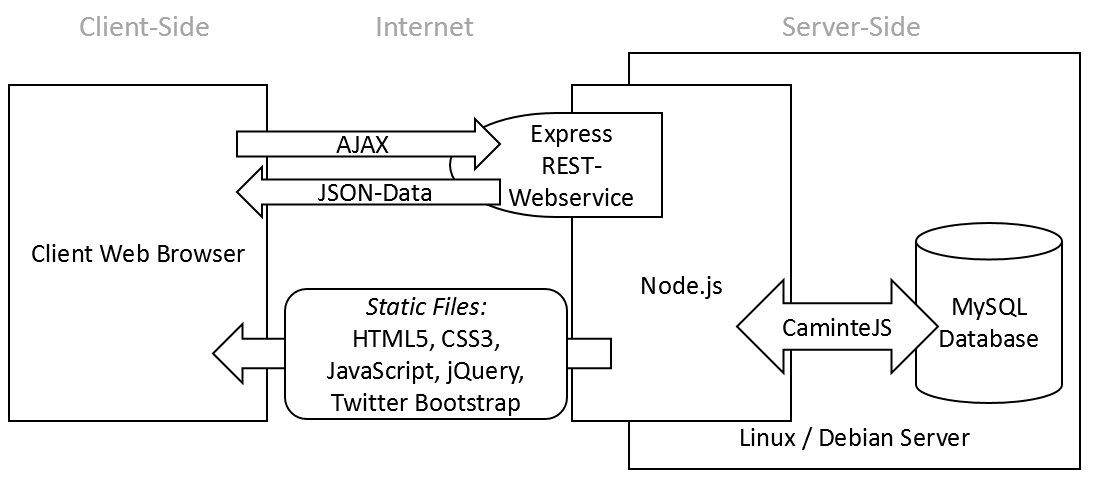 Client-Side
Internet
Server-Side
AJAX
JSON-Data
Express
REST-
Webservice
Client Web Browser
Static Files:
HTML5, CSS3,
JavaScript, jQuery,
Twitter Bootstrap
Node.js
CaminteJS
MySQL
Database
Linux / Debian Server